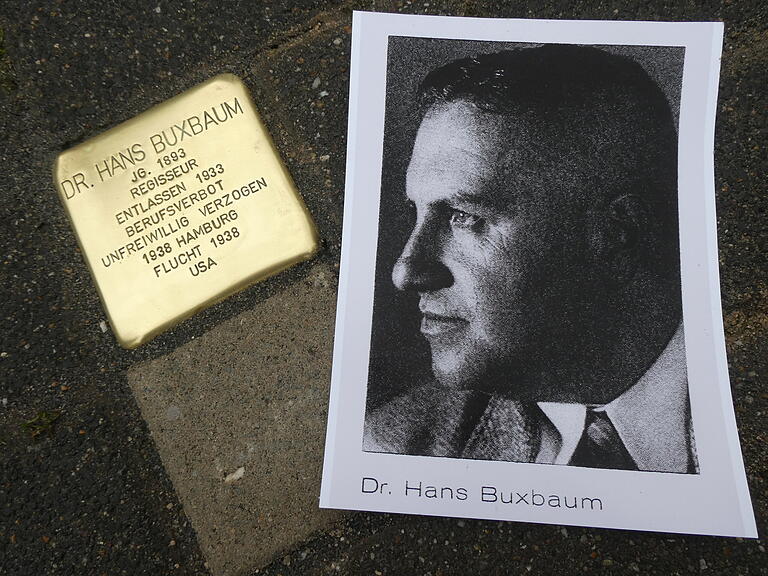 DR. HANS BUXBAUM
JG. 1893
REGISSEUR
ENTLASSEN 1933
BERUFSVERBOT
UNFREIWILLIG VERZOGEN
1938 HAMBURG
FLUCHT 1938
USA
Dr. Hans Buxbaum